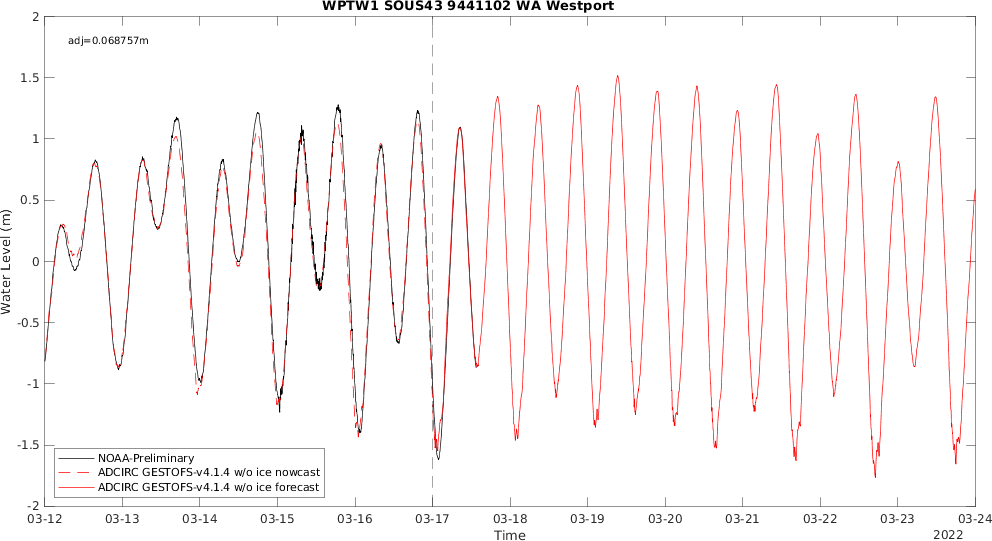 WPTW1 SOUS43 9441102 WA Westport
adj=0.068757m
2
1.5
1
0.5
0
-0.5
-1
-1.5
-2
Water Level (m)
NOAA-Preliminary
ADCIRC GESTOFS-v4.1.4 w/o ice nowcast
ADCIRC GESTOFS-v4.1.4 w/o ice forecast
03-12 03-13 03-14 03-15 03-16 03-17 03-18 03-19 03-20 03-21 03-22 03-23 03-24
Time
2022